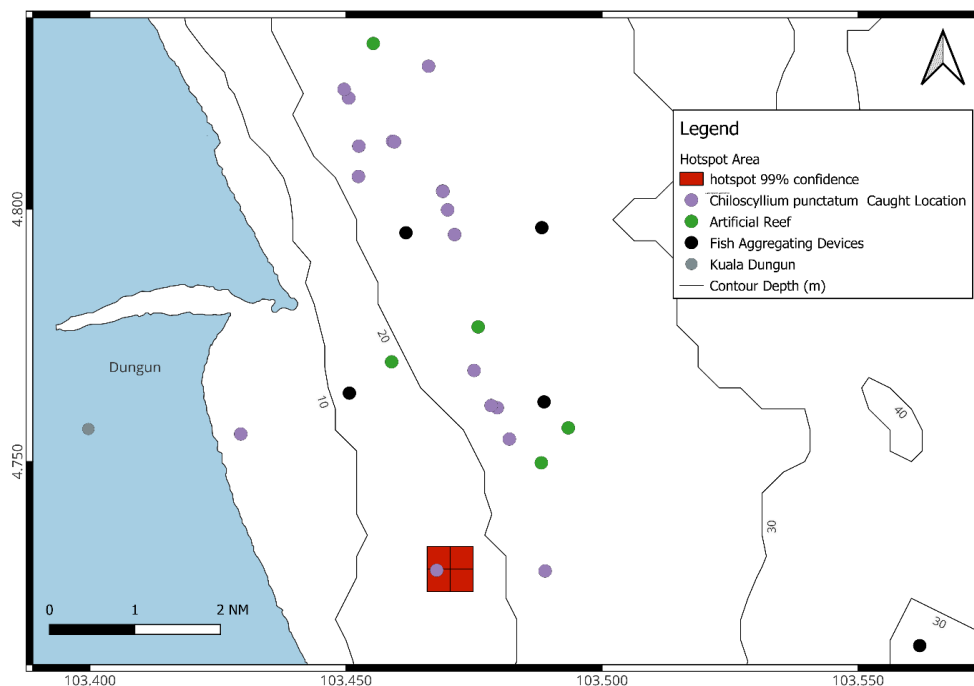 Legend
Hotspot Area
hotspot 99% confidence
Chiloscyllium punctatum Caught Location
Artificial Reef
Fish Aggregating Devices
Kuala Dungun
Contour Depth (m)
4.800
4.750
20
10
40
30
30
Dungun
0 1 2 NM
103.400 103.450 103.500 103.550